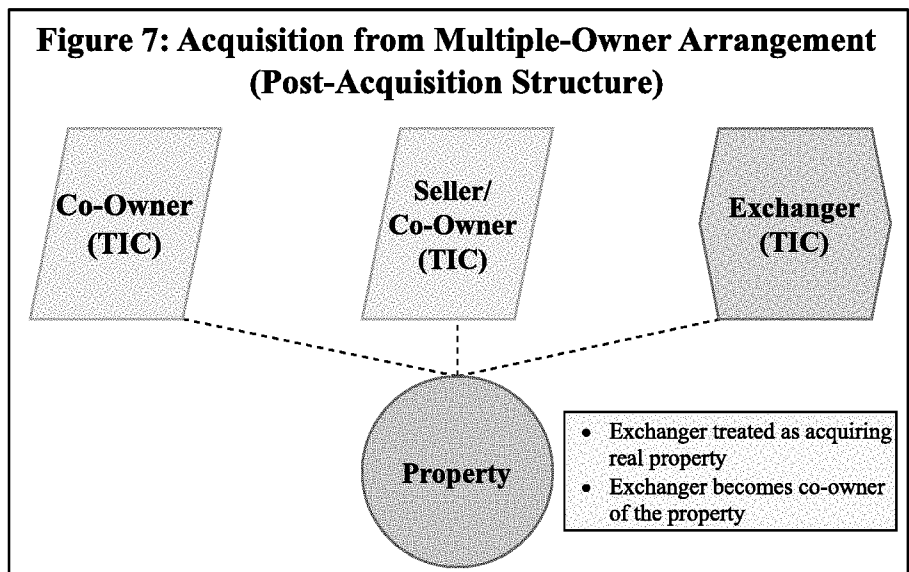 Figure 7: Acquisition from Multiple-Owner Arrangement
(Post-Acquisition Structure)
Co-Owner
(TIC)
Seller/
Co-Owner
(TIC)
Exchanger
(TIC)
Property
• Exchanger treated as acquiring
real property
• Exchanger becomes co-owner
of the property